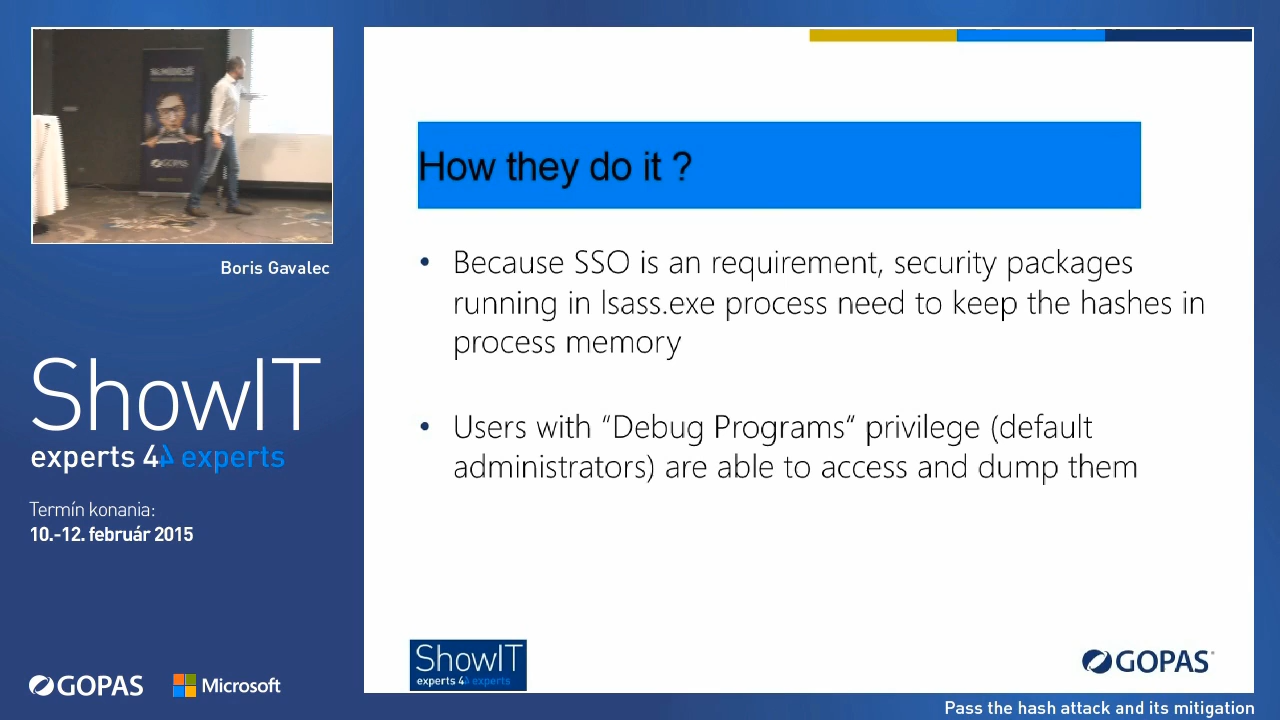 GOPAS
Boris Gavalec
ShowIT
experts 44 experts
Termín konania:
10.-12. február 2015
GOPAS Microsoft
How they do it ?
• Because SSO is an requirement, security packages
running in lsass.exe process need to keep the hashes in
process memory
• Users with “Debug Programs“ privilege (default
administrators) are able to access and dump them
ShowIT
experts 44 experts
GOPAS
Pass the hash attack and its mitigation